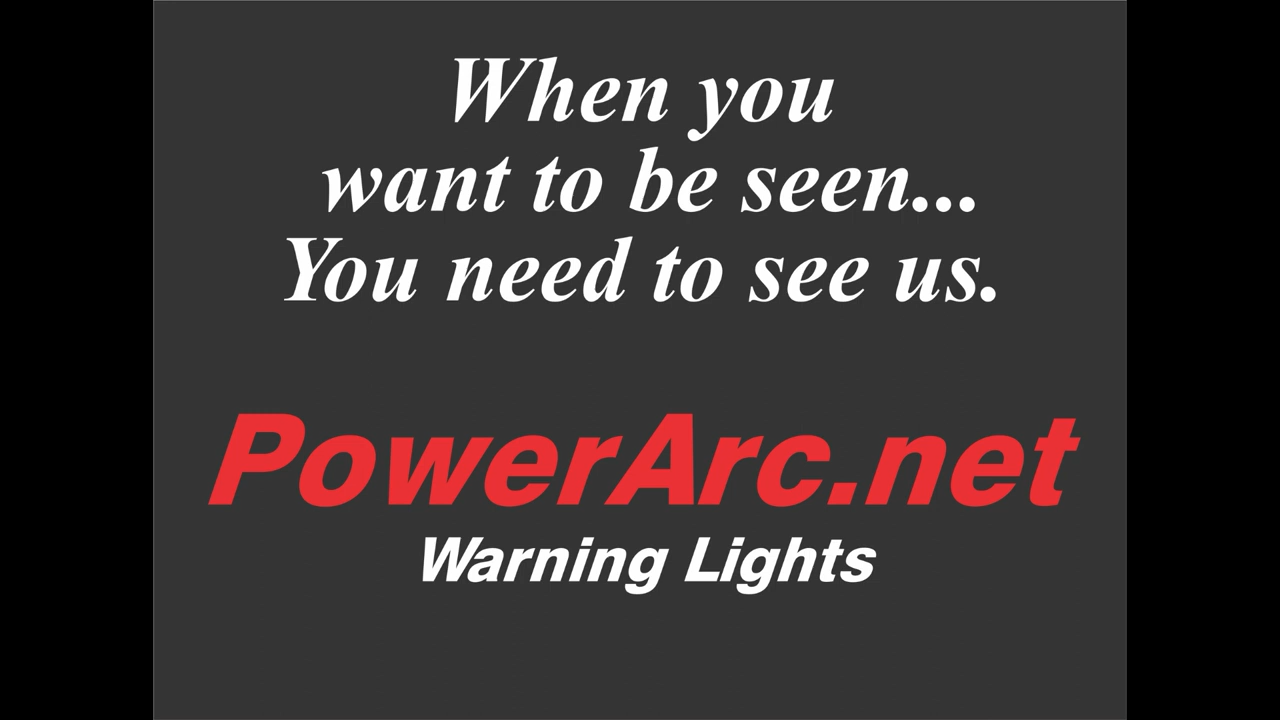 When you
want to be seen...
You need to see us.
PowerArc.net
Warning Lights